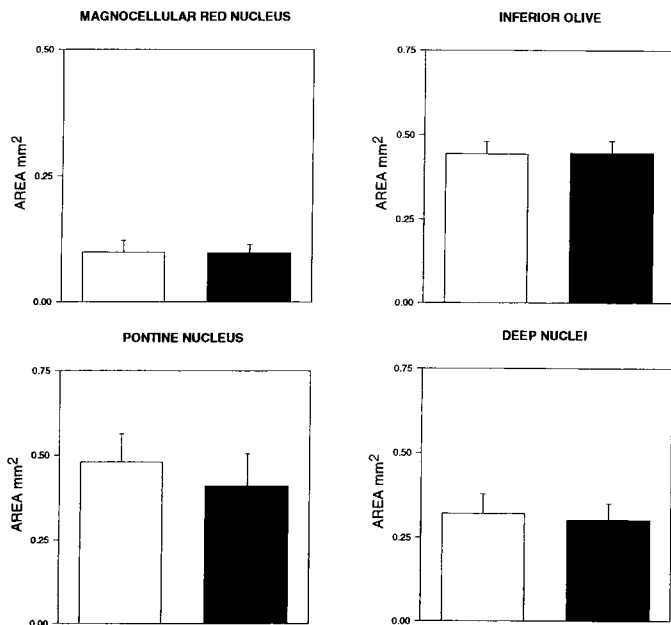 MAGNOCELLULAR RED NUCLEUS
0.50
0.25
0.00
AREA mm2
INFERIOR OLIVE
0.75
0.50
0.25
0.00
AREA mm2
PONTINE NUCLEUS
0.75
0.50
0.25
0.00
AREA mm2
DEEP NUCLEI
0.75
0.50
0.25
0.00
AREA mm2